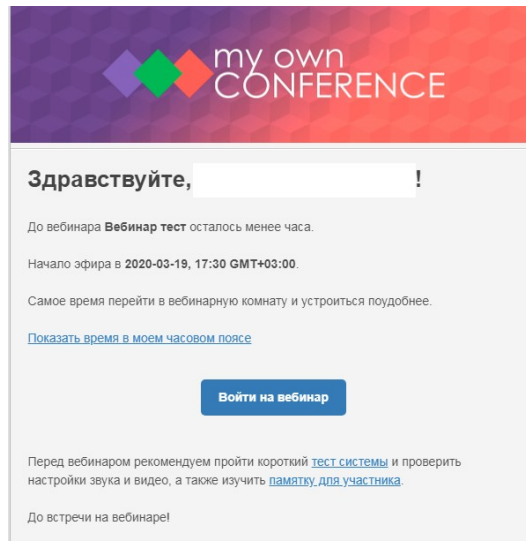 my own
CONFERENCE
Здравствуйте, !
До вебинара Вебинар тест осталось менее часа.
Начало эфира в 2020-03-19, 17:30 GMT+03:00.
Самое время перейти в вебинарную комнату и устроиться поудобнее.
Показать время в моем часовом поясе
Войти на вебинар
Перед вебинаром рекомендуем пройти короткий тест системы и проверить
настройки звука и видео, а также изучить памятку для участника.
До встречи на вебинаре!